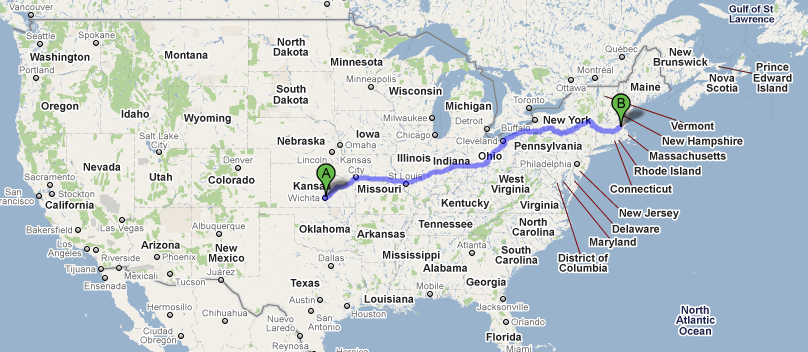 Vancouver
Gulf of St
Lawrence
Seattle
Spokane
Washington
North
Dakota
Québec
Montana
Minnesota
Montréal
New
Brunswick
Prince
Edward
Island
Portland
Ottawa
Maine
Nova
Scotia
Minneapolis
Oregon
South
Dakota
Wisconsin
Toronto
B
Idaho
Wyoming
Michigan
Milwaukee
Buffalo
New York
Vermont
Detroit
Salt Lake
City
Iowa
Chicago
Cleveland
New Hampshire
Nebraska
Omaha
Pennsylvania
Massachusetts
Nevada
Lincoln
Illinois
Indiana
Ohio
Philadelphia
Rhode Island
Utah
Denver
Kansas
City
A
Colorado
Kansas
Missouri
St Louis
West
Virginia
Connecticut
Sacramento
Stockton
San
Francisco
California
Wichita
Kentucky
Virginia
New Jersey
Las Vegas
Bakersfield
Albuquerque
Oklahoma
Arkansas
Tennessee
North
Carolina
Delaware
Maryland
Los
Angeles
Riverside
Arizona
Phoenix
New
Mexico
Mississippi
Atlanta
South
Carolina
District of
Columbia
Tijuana
Mexicali
Tucson
Dallas
Alabama
Ensenada
Juárez
Texas
Georgia
Louisiana
Mobile
Austin
Houston
Jacksonville
North
Atlantic
Ocean
Hermosillo
Chihuahua
San
Antonio
Nuevo
Laredo
Orlando
Ciudad
Obregón
Florida
Reynosa